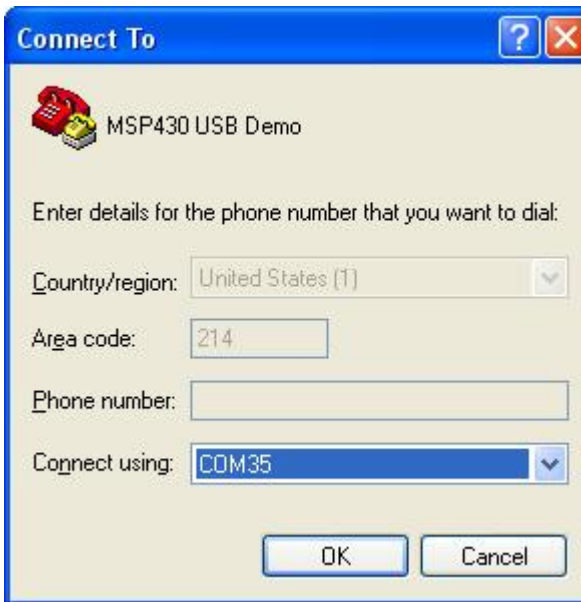 Connect To
?
MSP430 USB Demo
Enter details for the phone number that you want to dial:
Country/region: United States (1)
Area code: 214
Phone number:
Connect using: COM35
OK Cancel